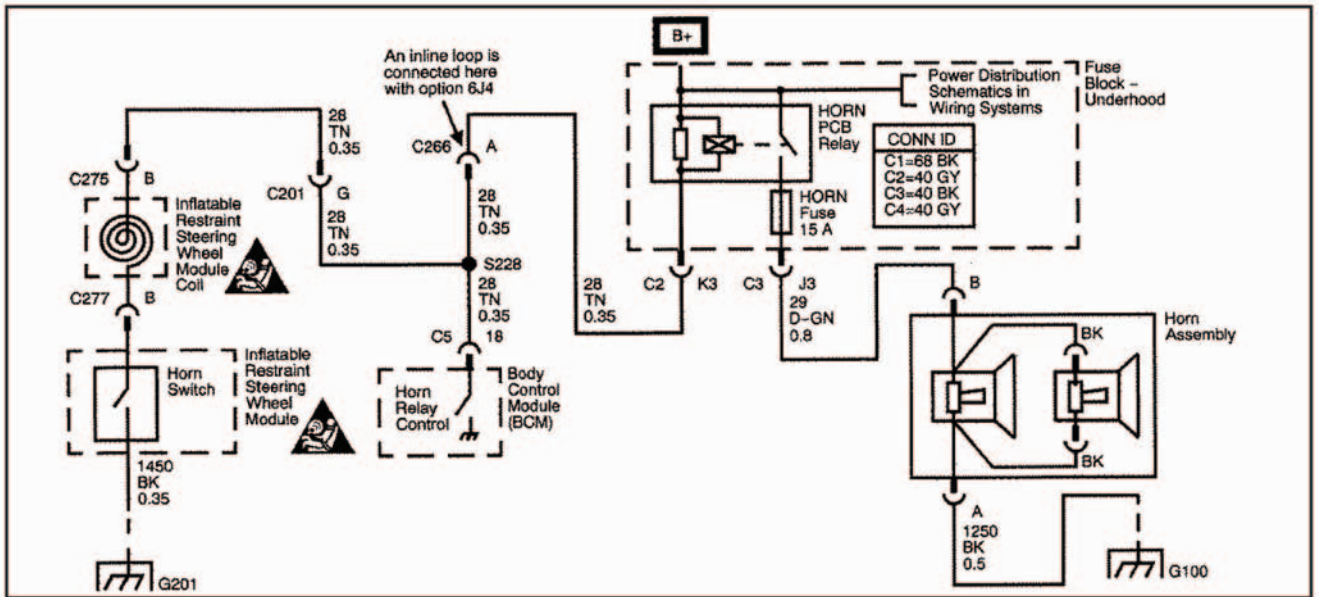 B+
An inline loop is
connected here
with option 6J4
Power Distribution
Schematics in
Wiring Systems
Fuse
Block –
Underhood
HORN
PCB
Relay
CONN ID
C1=68 BK
C2=40 GY
C3=40 BK
C4=40 GY
28
TN
0.35
C266 A
C275 B
C201 G
Inflatable
Restraint
Steering
Wheel
Module
Coil
28
TN
0.35
28
TN
0.35
HORN
Fuse
15 A
S228
C277 B
28
TN
0.35
28
TN
0.35
C2 K3
C3 J3
29
D-GN
0.8
B
Horn
Assembly
C5 18
Horn
Switch
Inflatable
Restraint
Steering
Wheel
Module
Horn
Relay
Control
Body
Control
Module
(BCM)
BK
BK
1450
BK
0.35
A
1250
BK
0.5
G201
G100